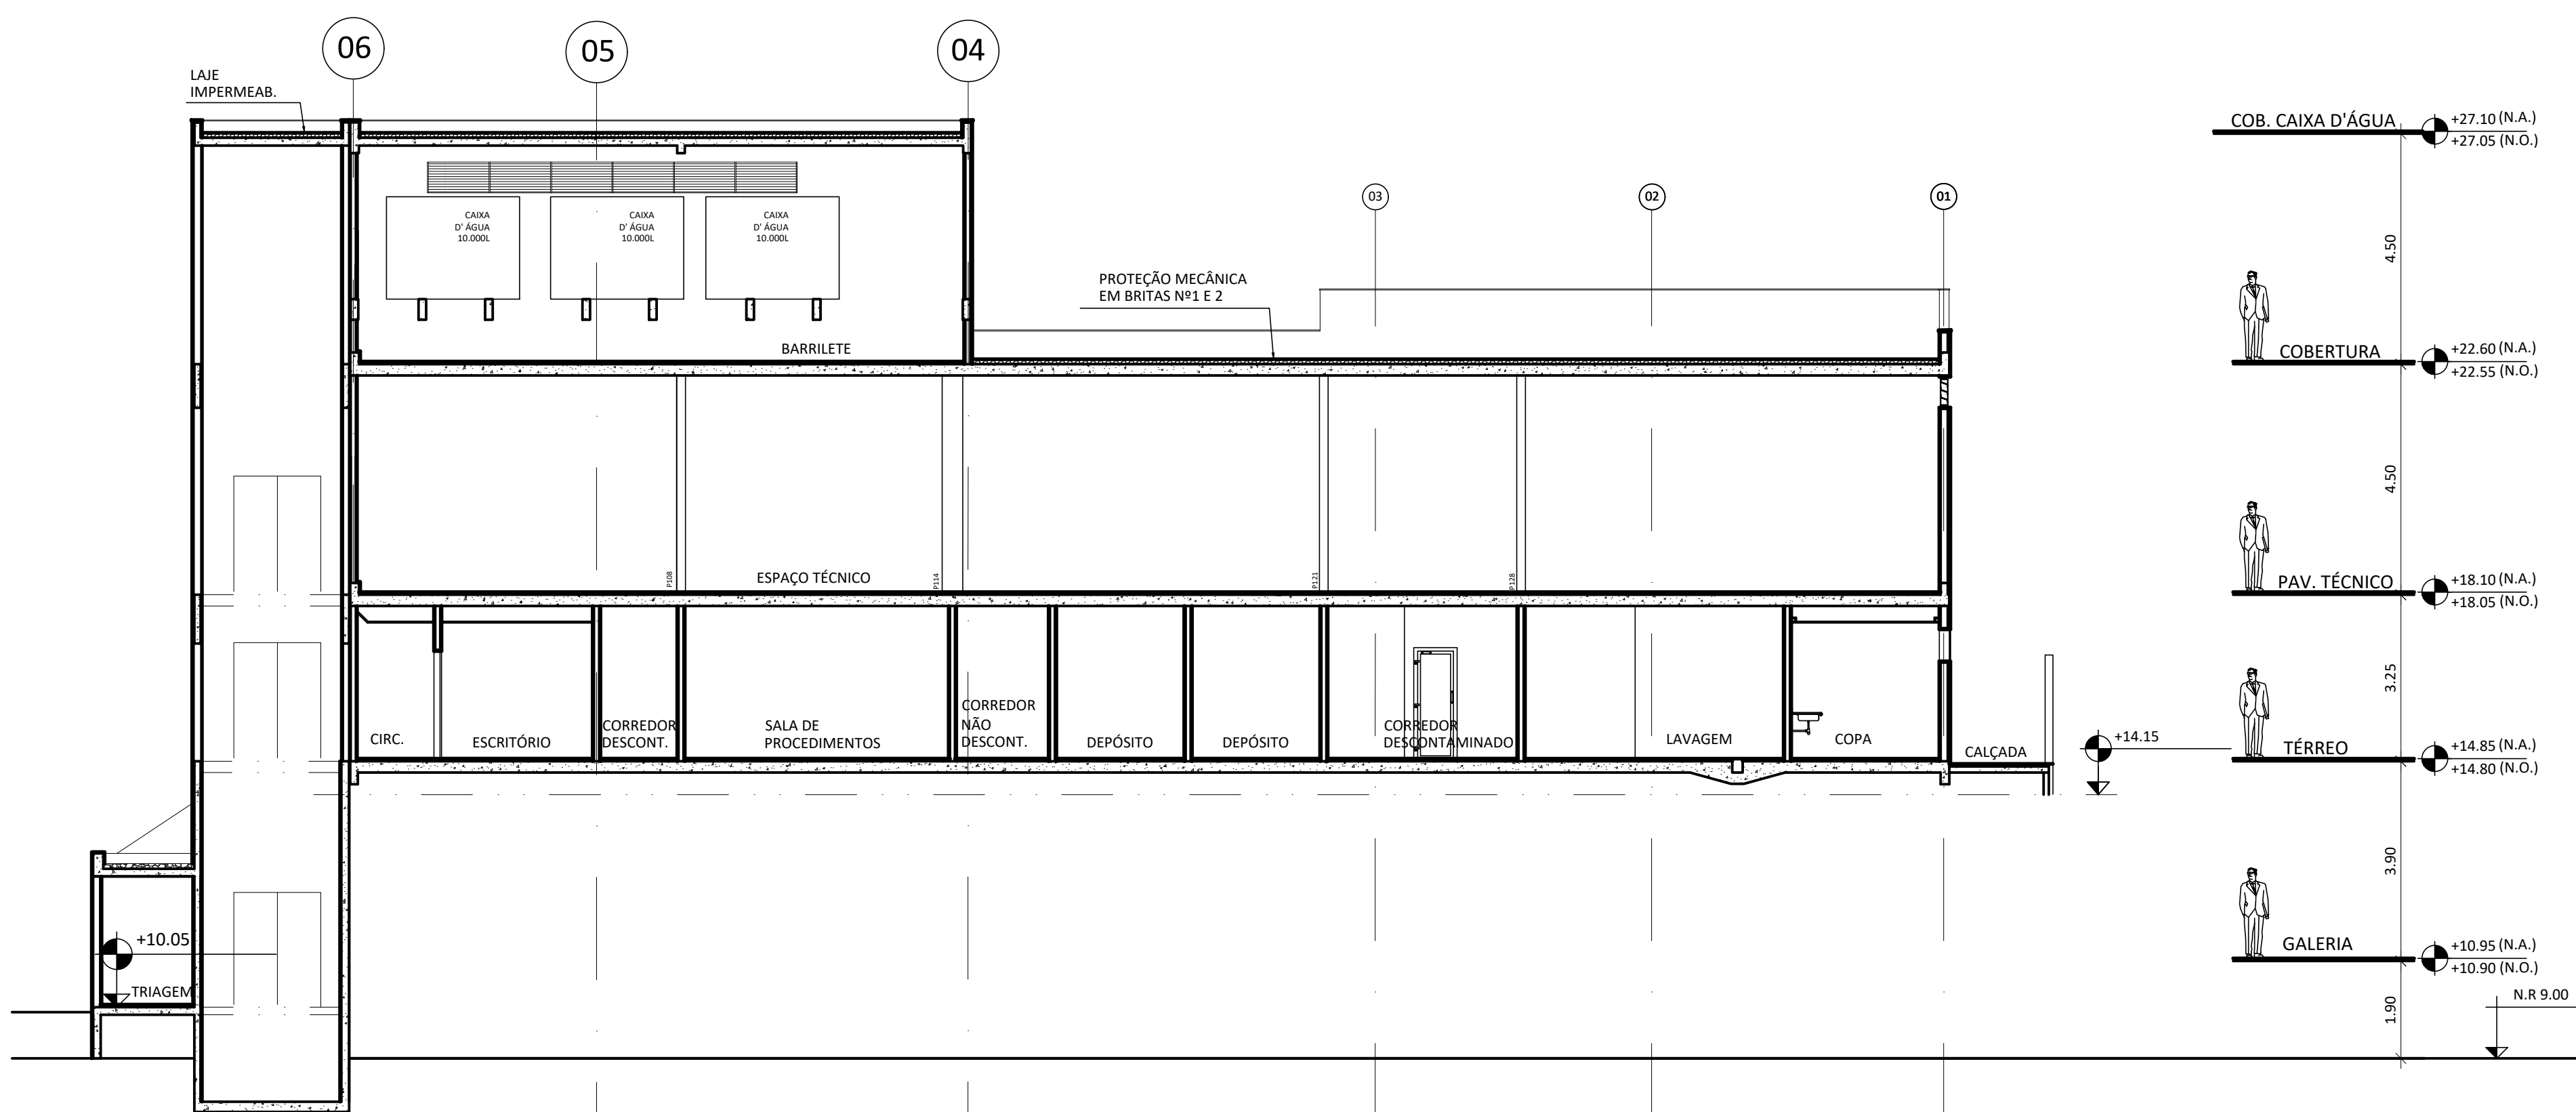 06
05
04
LAJE
IMPERMEAB.
COB. CAIXA D'ÁGUA
+27.10 (N.A.)
+27.05 (N.O.)
03
02
01
CAIXA
D' ÁGUA
10.000L
CAIXA
D' ÁGUA
10.000L
CAIXA
D' ÁGUA
10.000L
4.50
PROTEÇÃO MECÂNICA
EM BRITAS Nº1 E 2
BARRILETE
COBERTURA
+22.60 (N.A.)
+22.55 (N.O.)
4.50
P108
P114
P121
P128
ESPAÇO TÉCNICO
PAV. TÉCNICO
+18.10 (N.A.)
+18.05 (N.O.)
3.25
CIRC.
ESCRITÓRIO
CORREDOR
DESCONT.
SALA DE
PROCEDIMENTOS
CORREDOR
NÃO
DESCONT.
DEPÓSITO
DEPÓSITO
CORREDOR
DESCONTAMINADO
LAVAGEM
COPA
CALÇADA
+14.15
TÉRREO
+14.85 (N.A.)
+14.80 (N.O.)
3.90
+10.05
TRIAGEM
GALERIA
+10.95 (N.A.)
+10.90 (N.O.)
1.90
N.R 9.00